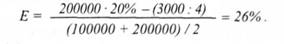 E = 200000 · 20% – (3000 : 4) / (100000 + 200000) / 2 = 26% .